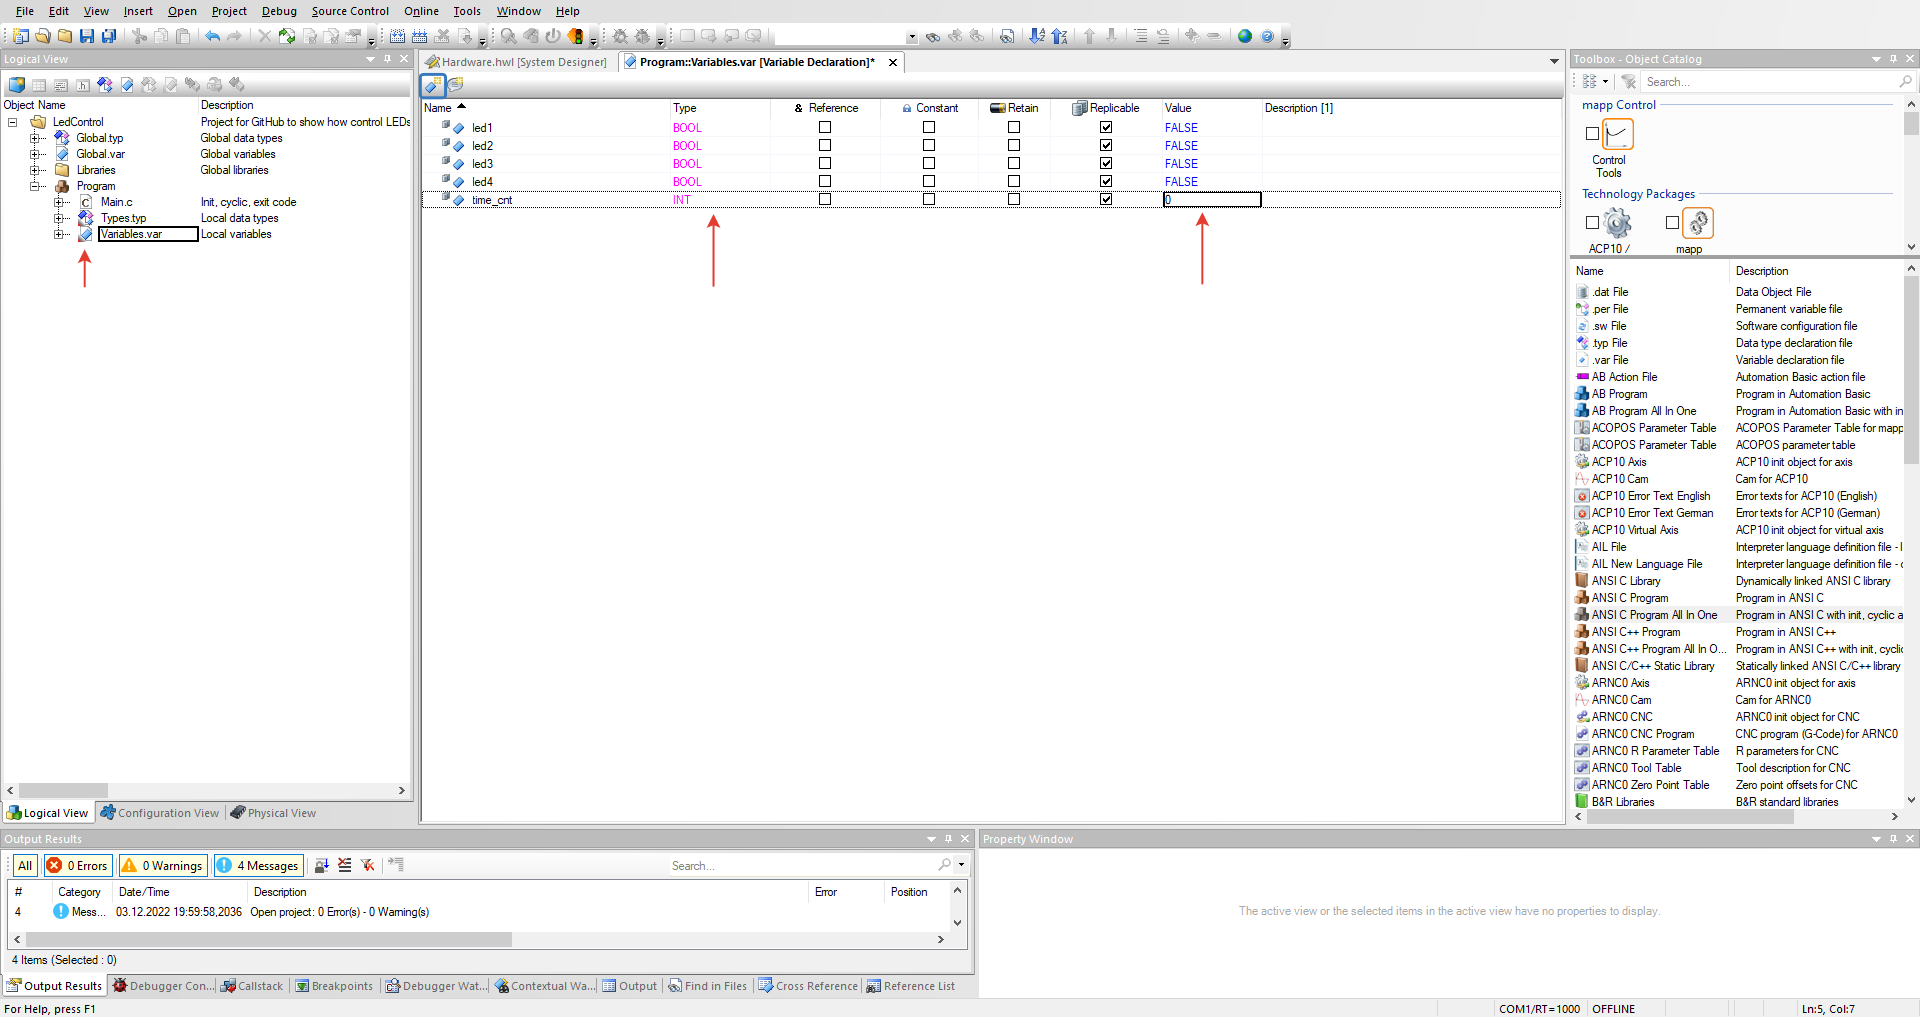 File Edit View Insert Open Project Debug Source Control Online Tools Window Help
Logical View
Object Name Description
LedControl Project for GitHub to show how control LEDs
Global.typ Global data types
Global.var Global variables
Libraries Global libraries
Program
Main.c Init, cyclic, exit code
Types.typ Local data types
Variables.var Local variables
Logical View Configuration View Physical View
Hardware.hwl [System Designer] Program::Variables.var [Variable Declaration]*
Name Type & Reference Constant Retain Replicable Value Description [1]
led1 BOOL FALSE
led2 BOOL FALSE
led3 BOOL FALSE
led4 BOOL FALSE
time_cnt INT 0
Toolbox - Object Catalog
Search...
mapp Control
Control
Tools
Technology Packages
ACP10 / mapp
Name Description
.dat File Data Object File
.per File Permanent variable file
.sw File Software configuration file
.typ File Data type declaration file
.var File Variable declaration file
AB Action File Automation Basic action file
AB Program Program in Automation Basic
AB Program All In One Program in Automation Basic with in
ACOPOS Parameter Table ACOPOS Parameter Table for mapp
ACOPOS Parameter Table ACOPOS parameter table
ACP10 Axis ACP10 init object for axis
ACP10 Cam Cam for ACP10
ACP10 Error Text English Error texts for ACP10 (English)
ACP10 Error Text German Error texts for ACP10 (German)
ACP10 Virtual Axis ACP10 init object for virtual axis
AIL File Interpreter language definition file - l
AIL New Language File Interpreter language definition file -
ANSI C Library Dynamically linked ANSI C library
ANSI C Program Program in ANSI C
ANSI C Program All In One Program in ANSI C with init, cyclic a
ANSI C++ Program Program in ANSI C++
ANSI C++ Program All In O... Program in ANSI C++ with init, cyclic
ANSI C/C++ Static Library Statically linked ANSI C/C++ library
ARNC0 Axis ARNC0 init object for axis
ARNC0 Cam Cam for ARNC0
ARNC0 CNC ARNC0 init object for CNC
ARNC0 CNC Program CNC program (G-Code) for ARNC0
ARNC0 R Parameter Table R parameters for CNC
ARNC0 Tool Table Tool description for CNC
ARNC0 Zero Point Table Zero point offsets for CNC
B&R Libraries B&R standard libraries
Output Results
All 0 Errors 0 Warnings 4 Messages Search...
# Category Date/Time Description Error Position
4 Mess... 03.12.2022 19:59:58,2036 Open project: 0 Error(s) - 0 Warning(s)
4 Items (Selected : 0)
Output Results Debugger Con... Callstack Breakpoints Debugger Wat... Contextual Wa... Output Find in Files Cross Reference Reference List
Property Window
The active view or the selected items in the active view have no properties to display.
For Help, press F1 COM1/RT=1000 OFFLINE Ln:5, Col:7